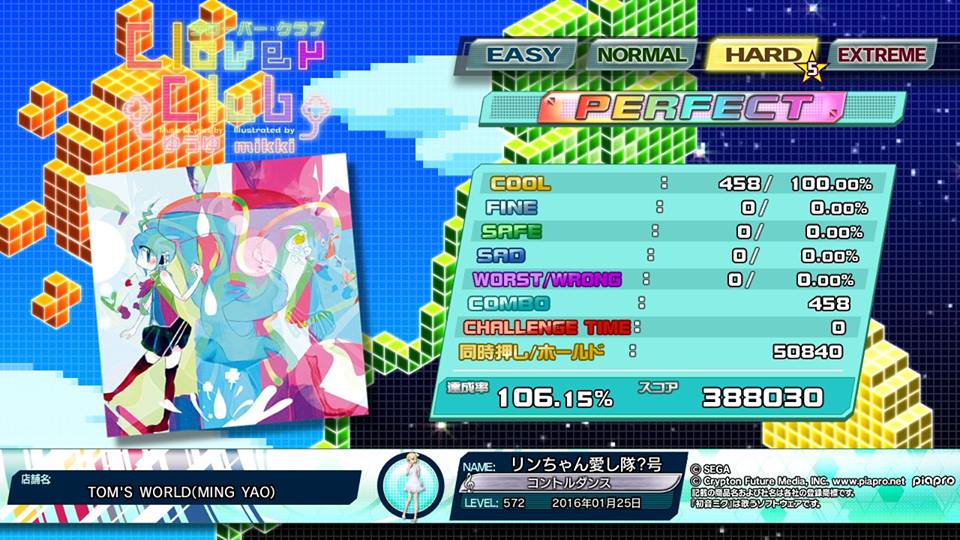 クローバー・クラブ
Clover
Club
Music & Lyrics by
Illustrated by
ゆうゆ
mikki
EASY
NORMAL
HARD
5
EXTREME
PERFECT
COOL : 458/ 100.00%
FINE : 0/ 0.00%
SAFE : 0/ 0.00%
SAD : 0/ 0.00%
WORST/WRONG : 0/ 0.00%
COMBO : 458
CHALLENGE TIME : 0
同時押し/ホールド : 50840
達成率 106.15% スコア 388030
店舗名
TOM'S WORLD(MING YAO)
NAME: リンちゃん愛し隊?号
コントルダンス
LEVEL: 572 2016年01月25日
© SEGA
© Crypton Future Media, INC. www.piapro.net piapro
記載の商品名および社名は各社の登録商標です。
「初音ミク」は歌うソフトウェアです。